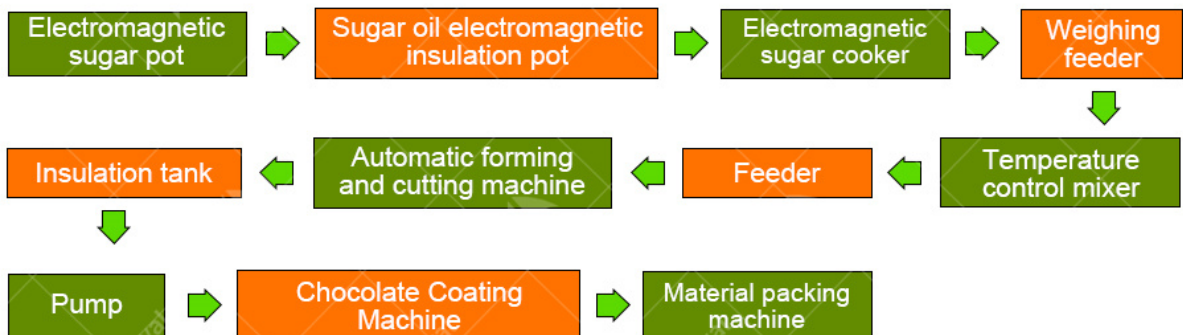 Electromagnetic
sugar pot
Sugar oil electromagnetic
insulation pot
Electromagnetic
sugar cooker
Weighing
feeder
Temperature
control mixer
Feeder
Automatic forming
and cutting machine
Insulation tank
Pump
Chocolate Coating
Machine
Material packing
machine